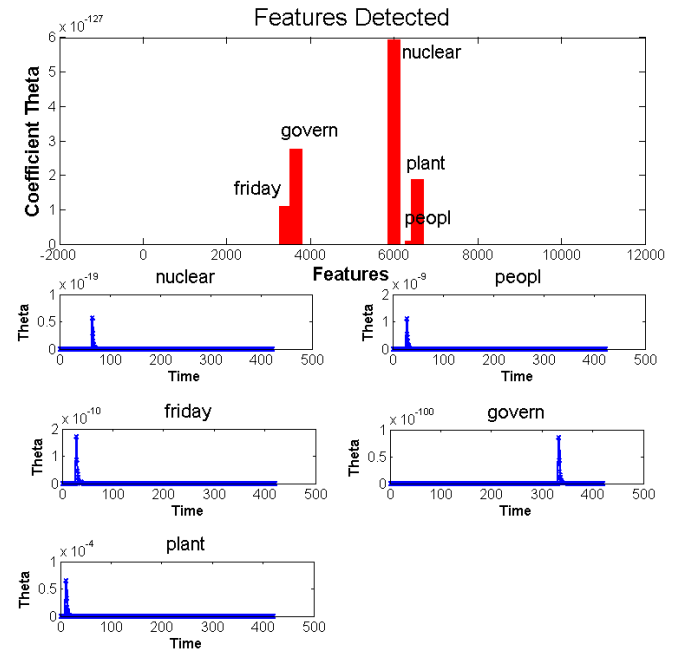 Features Detected
x 10^-127
6
5
4
3
2
1
0
Coefficient Theta
nuclear
govern
plant
friday
peopl
-2000 0 2000 4000 6000 8000 10000 12000
Features
nuclear
x 10^-19
1
0.5
0
Theta
0 100 200 300 400 500
Time
peopl
x 10^-9
2
1
0
Theta
0 100 200 300 400 500
Time
friday
x 10^-10
2
1
0
Theta
0 100 200 300 400 500
Time
govern
x 10^-100
1
0.5
0
Theta
0 100 200 300 400 500
Time
plant
x 10^-4
1
0.5
0
Theta
0 100 200 300 400 500
Time